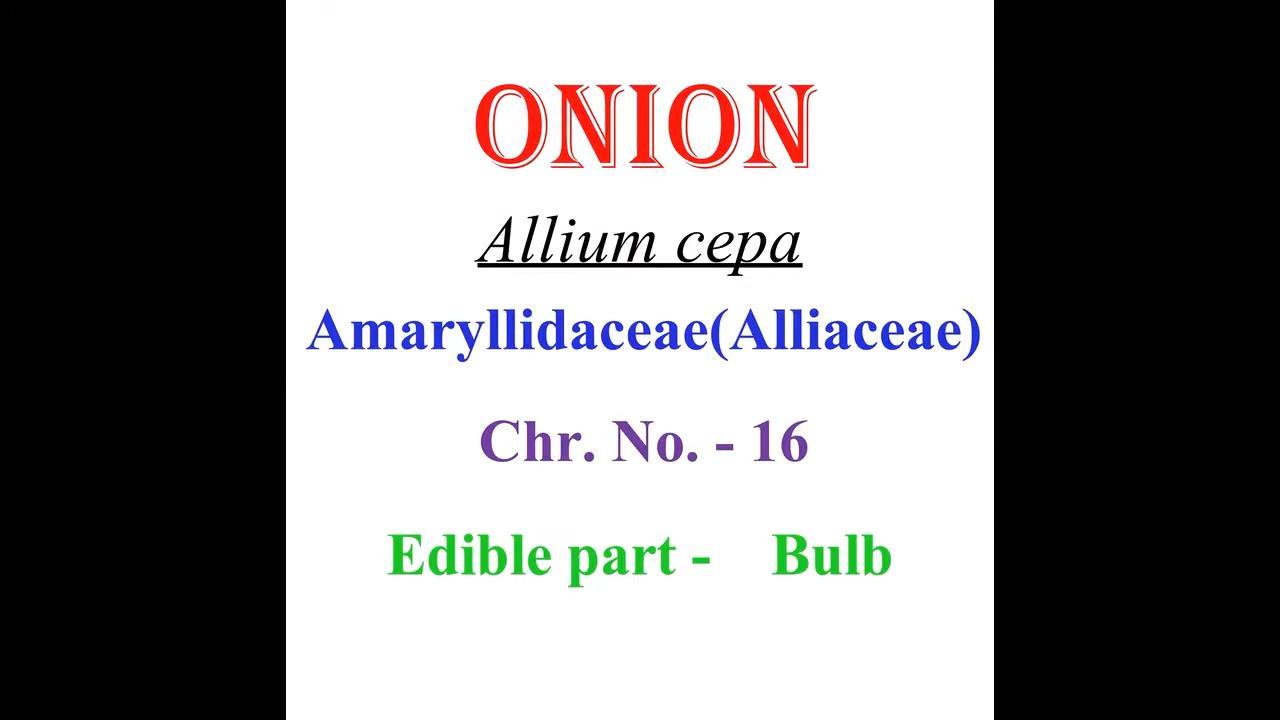 ONION
Allium cepa
Amaryllidaceae(Alliaceae)
Chr. No. - 16
Edible part - Bulb